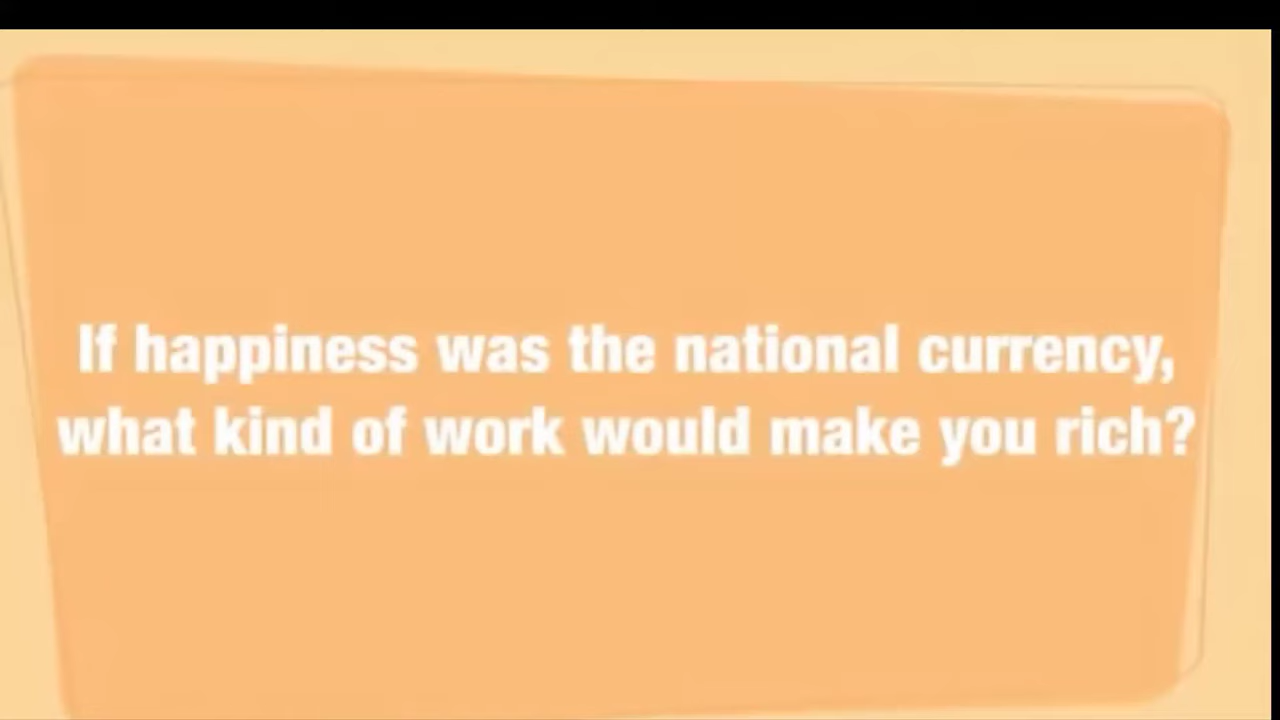 If happiness was the national currency,
what kind of work would make you rich?